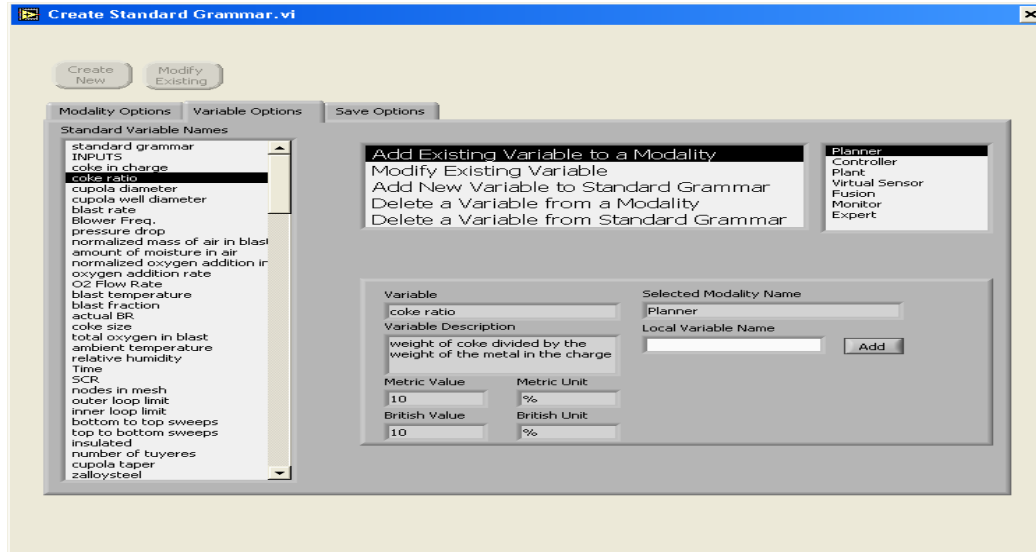 Create Standard Grammar.vi
Create
New
Modify
Existing
Modality Options
Variable Options
Save Options
Standard Variable Names
standard grammar
INPUTS
coke in charge
coke ratio
cupola diameter
cupola well diameter
blast rate
Blower Freq.
pressure drop
normalized mass of air in blast
amount of moisture in air
normalized oxygen addition in
oxygen addition rate
O2 Flow Rate
blast temperature
blast fraction
actual BR
coke size
total oxygen in blast
ambient temperature
relative humidity
Time
SCR
nodes in mesh
outer loop limit
inner loop limit
bottom to top sweeps
top to bottom sweeps
insulated
number of tuyeres
cupola taper
zalloysteel
Add Existing Variable to a Modality
Modify Existing Variable
Add New Variable to Standard Grammar
Delete a Variable from a Modality
Delete a Variable from Standard Grammar
Planner
Controller
Plant
Virtual Sensor
Fusion
Monitor
Expert
Variable
coke ratio
Variable Description
weight of coke divided by the
weight of the metal in the charge
Metric Value
Metric Unit
10
%
British Value
British Unit
10
%
Selected Modality Name
Planner
Local Variable Name
Add